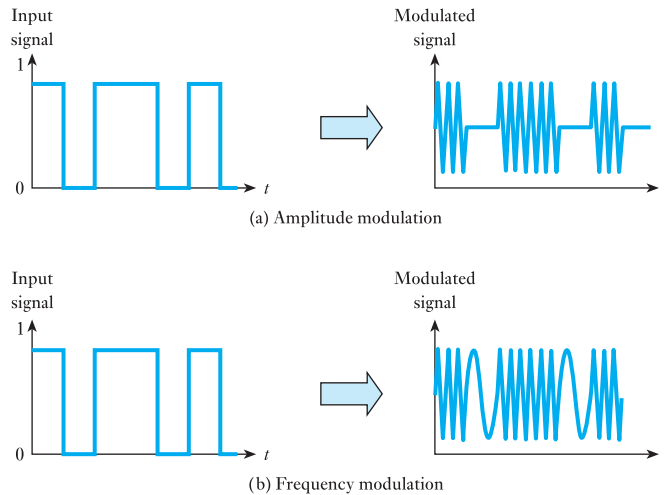 Input
signal
1
0
t
Modulated
signal
(a) Amplitude modulation
Input
signal
1
0
t
Modulated
signal
(b) Frequency modulation